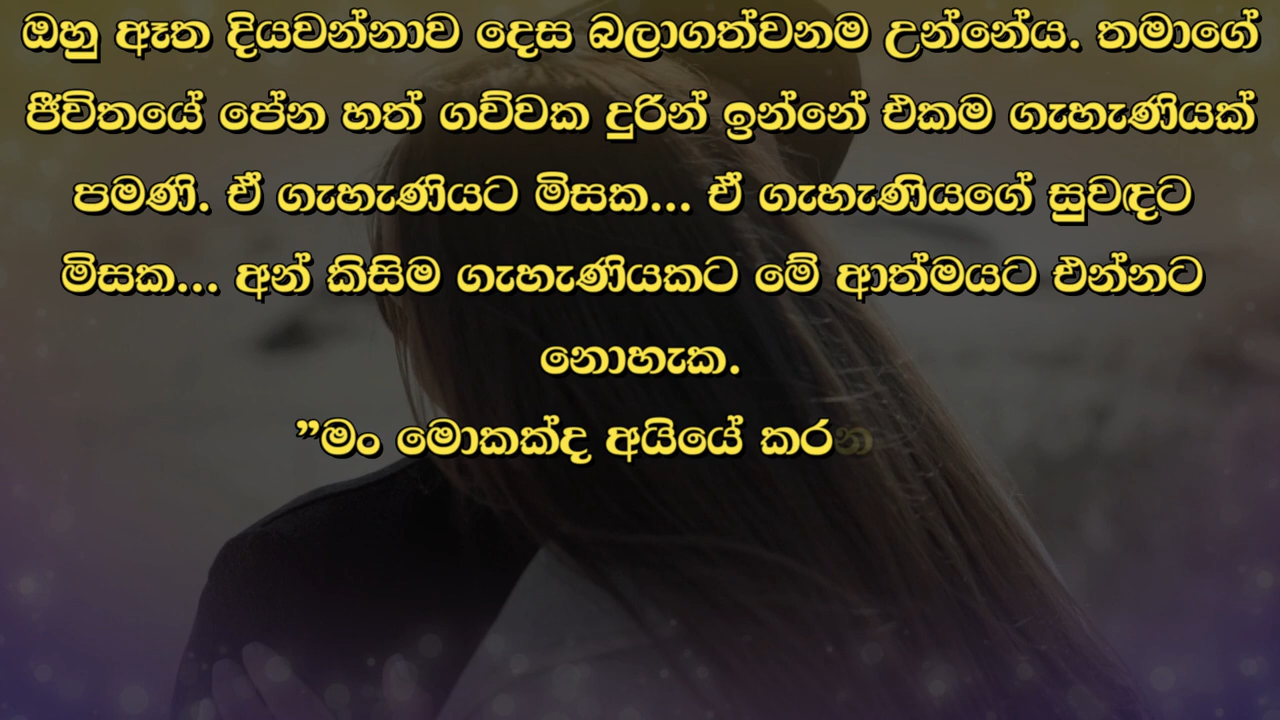 ඔහු ඈත දියවන්නාව දෙස බලාගත්වනම උන්නේය. තමාගේ
ජීවිතයේ පේන හත් ගව්වක දුරින් ඉන්නේ එකම ගැහැණියක්
පමණි. ඒ ගැහැණියට මිසක... ඒ ගැහැණියගේ සුවඳට
මිසක... අන් කිසිම ගැහැණියකට මේ ආත්මයට එන්නට
නොහැක.
”මං මොකක්ද අයියේ කරන